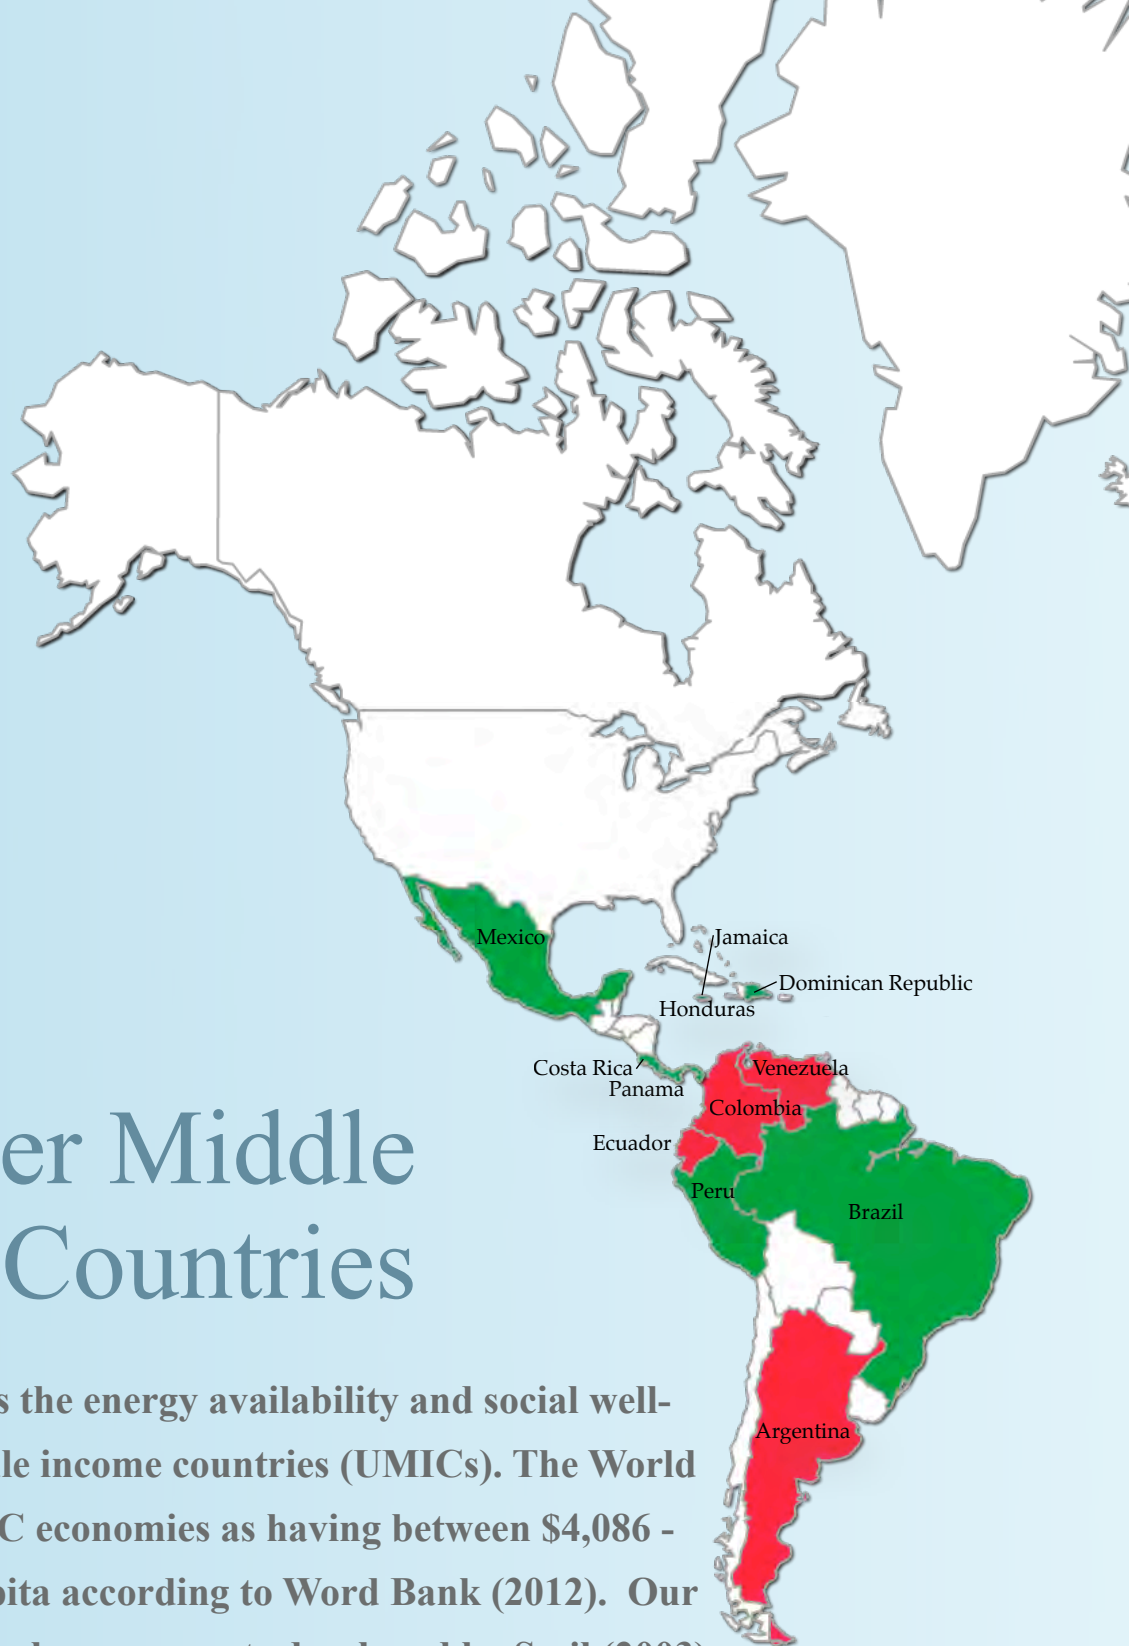 Mexico
Jamaica
Dominican Republic
Honduras
Costa Rica
Panama
Venezuela
Colombia
Ecuador
Peru
Brazil
Argentina
er Middle
Countries
s the energy availability and social well-
le income countries (UMICs). The World
C economies as having between $4,086 -
pita according to Word Bank (2012). Our